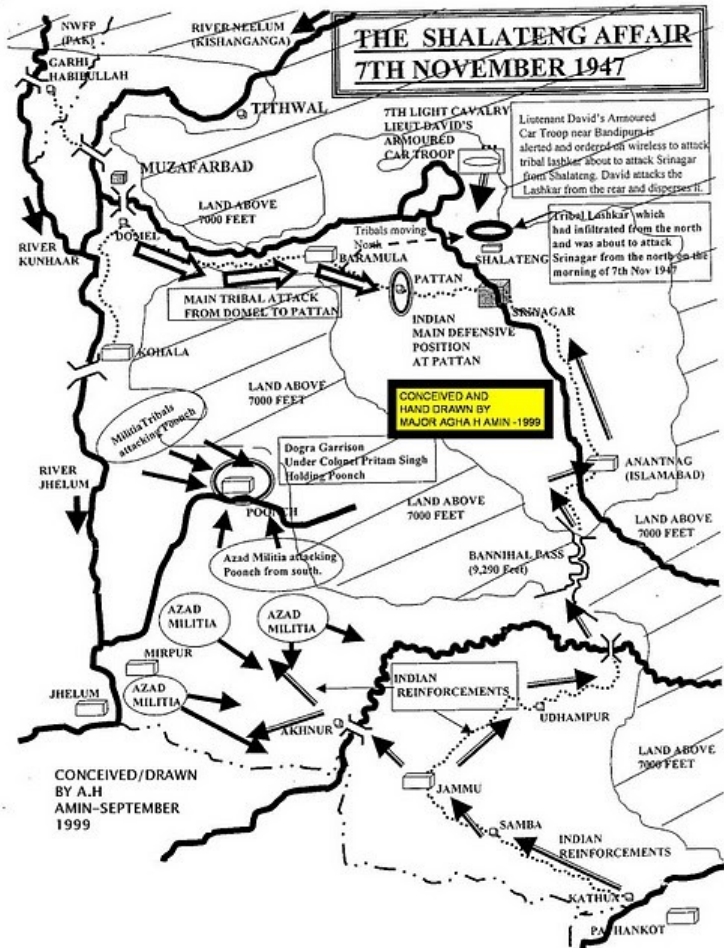 NWFP
(PAK)
RIVER NEELUM
(KISHANGANGA)
THE SHALATENG AFFAIR
7TH NOVEMBER 1947
GARHI
HABIBULLAH
TITHWAL
7TH LIGHT CAVALRY
LIEUT DAVID'S
ARMOURED
CAR TROOP
Liutenant David's Armoured
Car Troop near Bandipura is
alerted and ordered on wireless to attack
tribal lashkar about to attack Srinagar
from Shalateng. David attacks the
Lashkar from the rear and disperses it.
MUZAFARBAD
LAND ABOVE
7000 FEET
Tribal Lashkar which
had infiltrated from the north
and was about to attack
Srinagar from the north on the
morning of 7th Nov 1947
RIVER
KUNHAAR
DOMEL
Tribals moving
North
BARAMULA
SHALATENG
PATTAN
MAIN TRIBAL ATTACK
FROM DOMEL TO PATTAN
SRINAGAR
INDIAN
MAIN DEFENSIVE
POSITION
AT PATTAN
KOHALA
LAND ABOVE
7000 FEET
CONCEIVED AND
HAND DRAWN BY
MAJOR AGHA H AMIN -1999
Militia Tribals
attacking Poonch
Dogra Garrison
Under Colonel Pritam Singh
Holding Poonch
RIVER
JHELUM
ANANTNAG
(ISLAMABAD)
POONCH
LAND ABOVE
7000 FEET
LAND ABOVE
7000 FEET
Azad Militia attacking
Poonch from south.
BANNIHAL PASS
(9,290 Feet)
AZAD
MILITIA
AZAD
MILITIA
MIRPUR
JHELUM
AZAD
MILITIA
INDIAN
REINFORCEMENTS
AKHNUR
UDHAMPUR
LAND ABOVE
7000 FEET
CONCEIVED/DRAWN
BY A.H
AMIN-SEPTEMBER
1999
JAMMU
SAMBA
INDIAN
REINFORCEMENTS
KATHUA
PATHANKOT